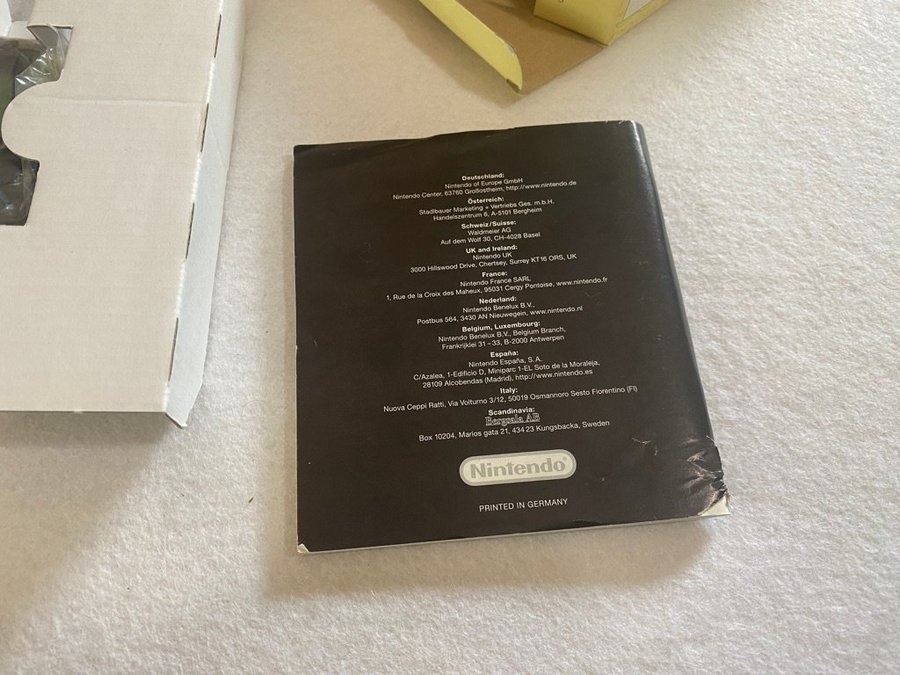 Deutschland:
Nintendo of Europe GmbH
Nintendo Center, 63760 Großostheim, http://www.nintendo.de
Österreich:
Stadlbauer Marketing + Vertriebs Ges. m.b.H.
Handelszentrum 6, A-5101 Bergheim
Schweiz/Suisse:
Waldmeier AG
Auf dem Wolf 30, CH-4028 Basel
UK and Ireland:
Nintendo UK
3000 Hillswood Drive, Chertsey, Surrey KT16 ORS, UK
France:
Nintendo France SARL
1, Rue de la Croix des Maheux, 95031 Cergy Pontoise, www.nintendo.fr
Nederland:
Nintendo Benelux B.V.,
Postbus 564, 3430 AN Nieuwegein, www.nintendo.nl
Belgium, Luxembourg:
Nintendo Benelux B.V., Belgium Branch,
Frankrijklei 31–33, B-2000 Antwerpen
España:
Nintendo España, S.A.
C/Azalea, 1-Edificio D, Miniparc 1-EL Soto de la Moraleja,
28109 Alcobendas (Madrid), http://www.nintendo.es
Italy:
Nuova Ceppi Ratti, Via Volturno 3/12, 50019 Osmannoro Sesto Fiorentino (FI)
Scandinavia:
Bergsala AB
Box 10204, Marios gata 21, 434 23 Kungsbacka, Sweden
Nintendo®
PRINTED IN GERMANY